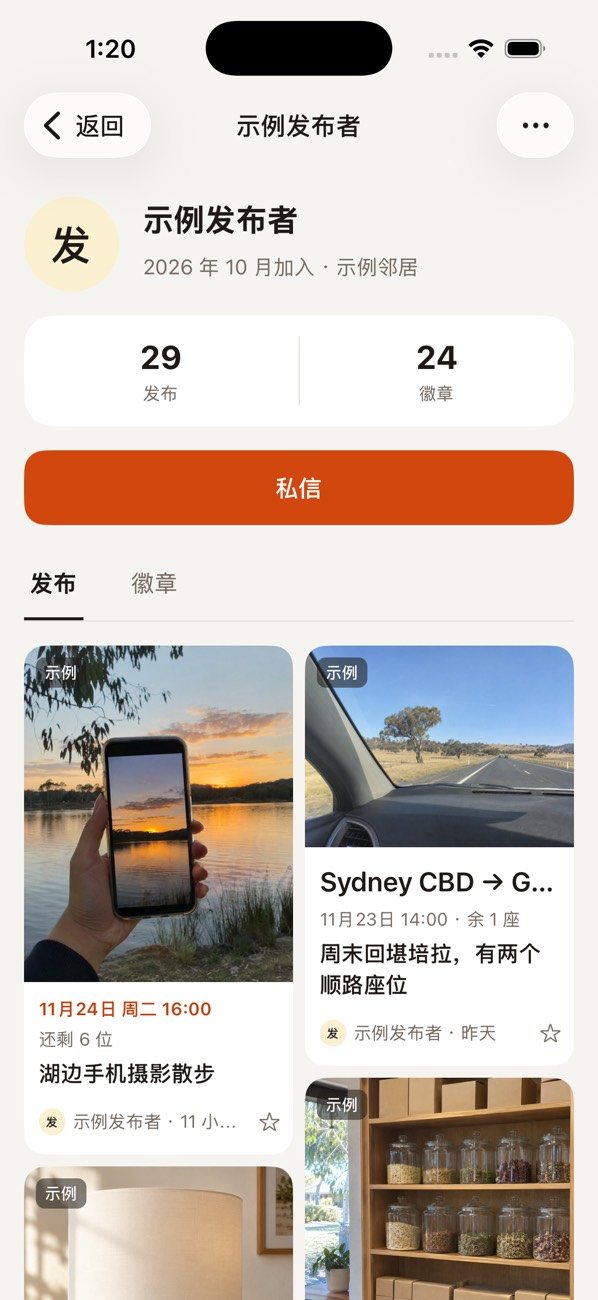 1:20
返回
示例发布者
发
示例发布者
2026 年 10 月加入 · 示例邻居
29
发布
24
徽章
私信
发布
徽章
示例
11月24日 周二 16:00
还剩 6 位
湖边手机摄影散步
发 示例发布者 · 11 小...
示例
Sydney CBD → G...
11月23日 14:00 · 余 1 座
周末回堪培拉，有两个
顺路座位
发 示例发布者 · 昨天
示例
示例